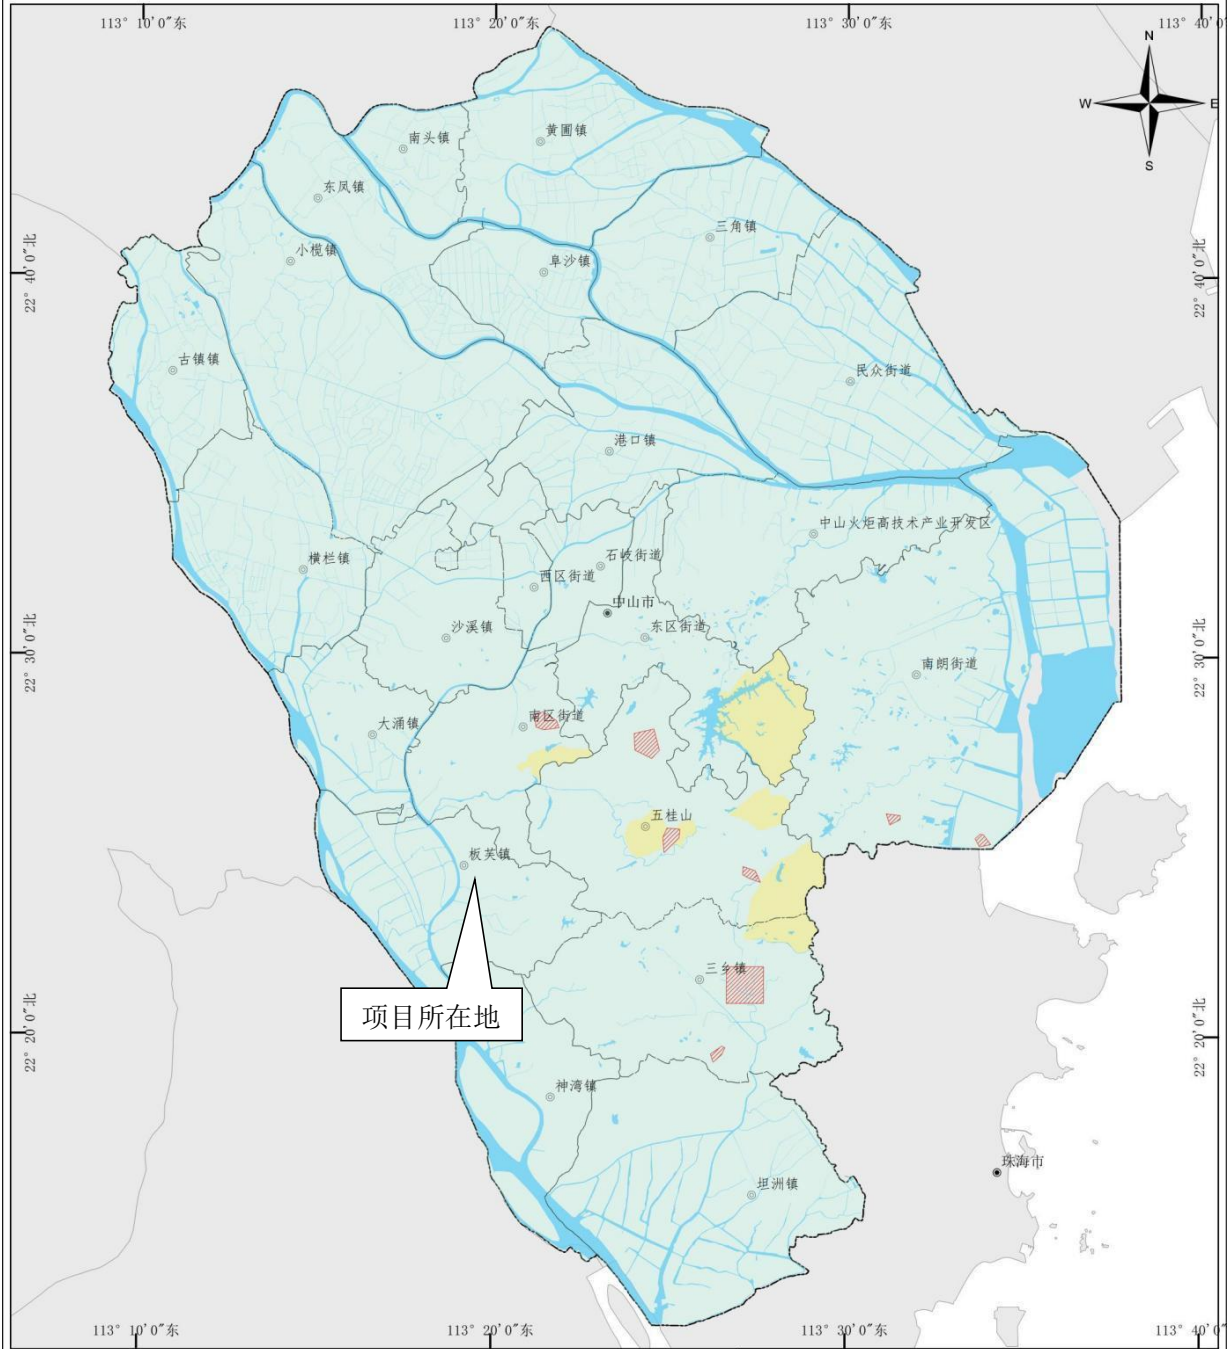 113° 10′0″东
113° 20′0″东
113° 30′0″东
113° 40′0″
N
W
E
S
黄圃镇
南头镇
东凤镇
三角镇
小榄镇
阜沙镇
22° 40′0″北
22° 40′0″北
古镇镇
民众街道
港口镇
中山火炬高技术产业开发区
石岐街道
横栏镇
西区街道
中山市
沙溪镇
东区街道
22° 30′0″北
22° 30′0″北
南朗街道
大涌镇
南区街道
五桂山
板芙镇
三乡镇
项目所在地
22° 20′0″北
22° 20′0″北
神湾镇
珠海市
坦洲镇
113° 10′0″东
113° 20′0″东
113° 30′0″东
113° 40′0